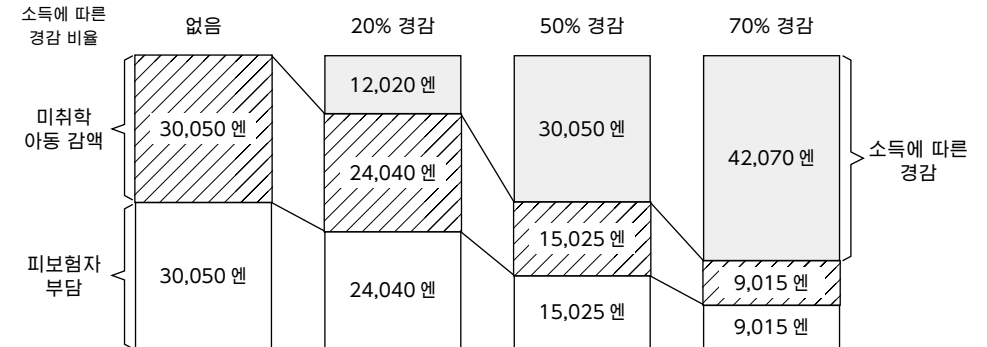 소득에 따른
경감 비율
없음
20% 경감
50% 경감
70% 경감
미취학
아동 감액
30,050 엔
12,020 엔
24,040 엔
30,050 엔
15,025 엔
42,070 엔
9,015 엔
소득에 따른
경감
피보험자
부담
30,050 엔
24,040 엔
15,025 엔
9,015 엔